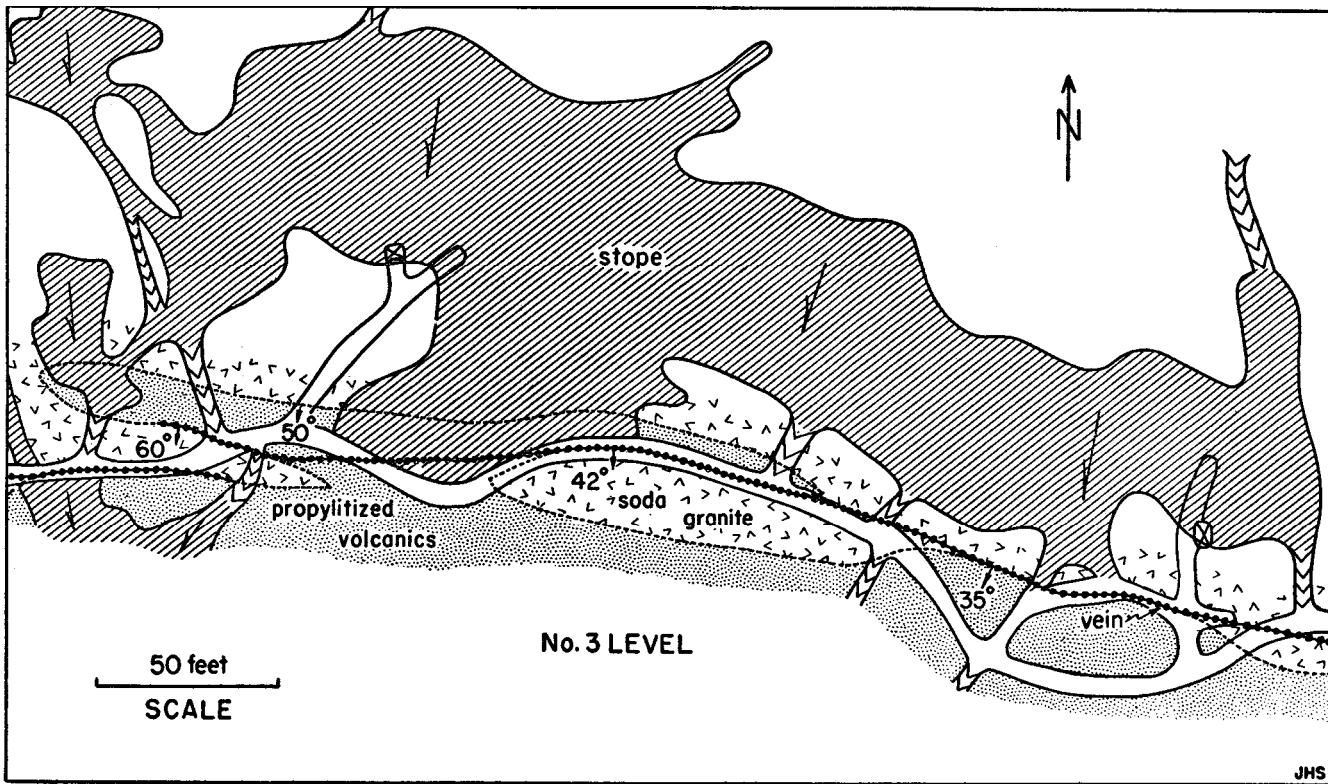 N
stope
60°
50°
42°
35°
soda
granite
propylitized
volcanics
vein
No. 3 LEVEL
50 feet
SCALE
JHS